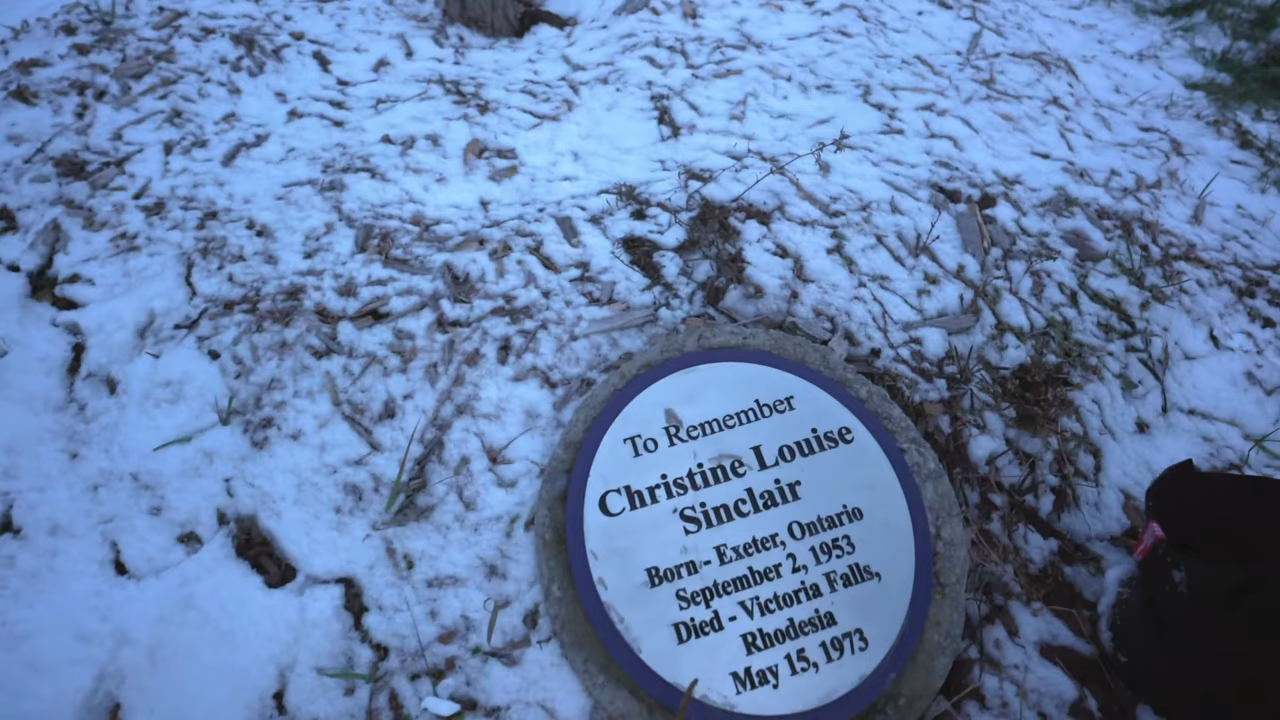 To Remember
Christine Louise
Sinclair
Born - Exeter, Ontario
September 2, 1953
Died - Victoria Falls,
Rhodesia
May 15, 1973